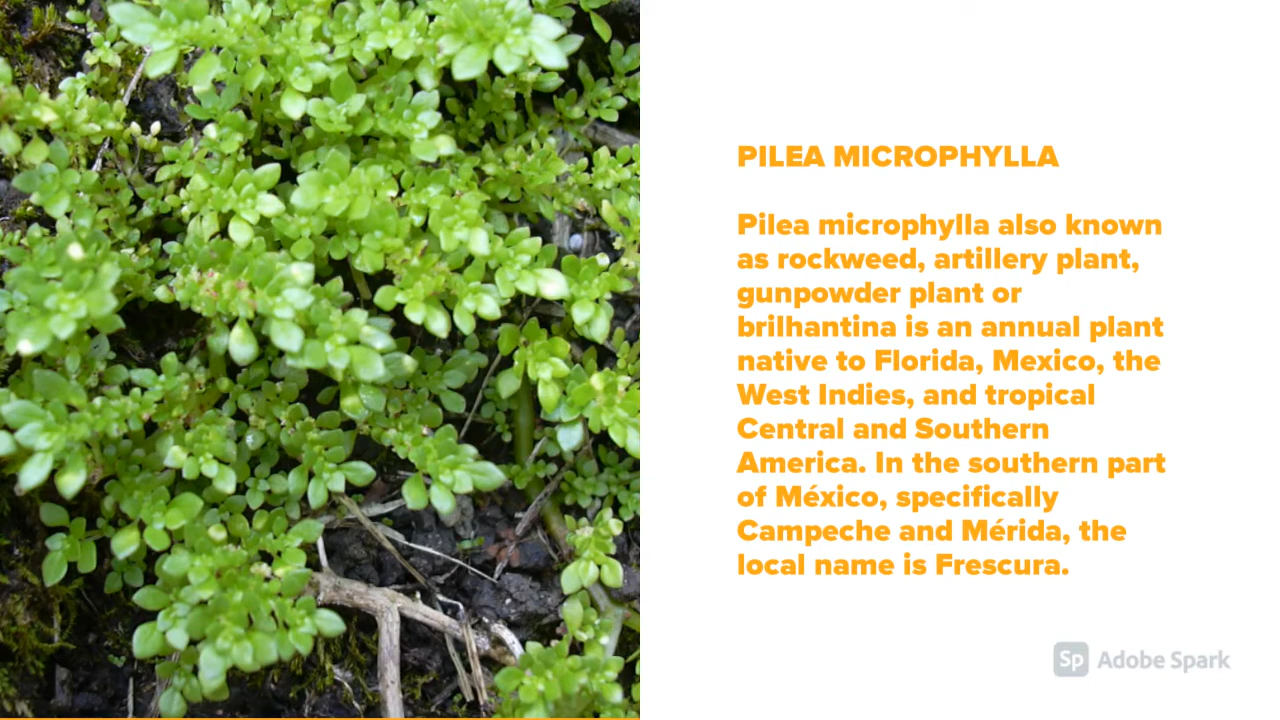 PILEA MICROPHYLLA
Pilea microphylla also known
as rockweed, artillery plant,
gunpowder plant or
brilhantina is an annual plant
native to Florida, Mexico, the
West Indies, and tropical
Central and Southern
America. In the southern part
of México, specifically
Campeche and Mérida, the
local name is Frescura.
Sp Adobe Spark